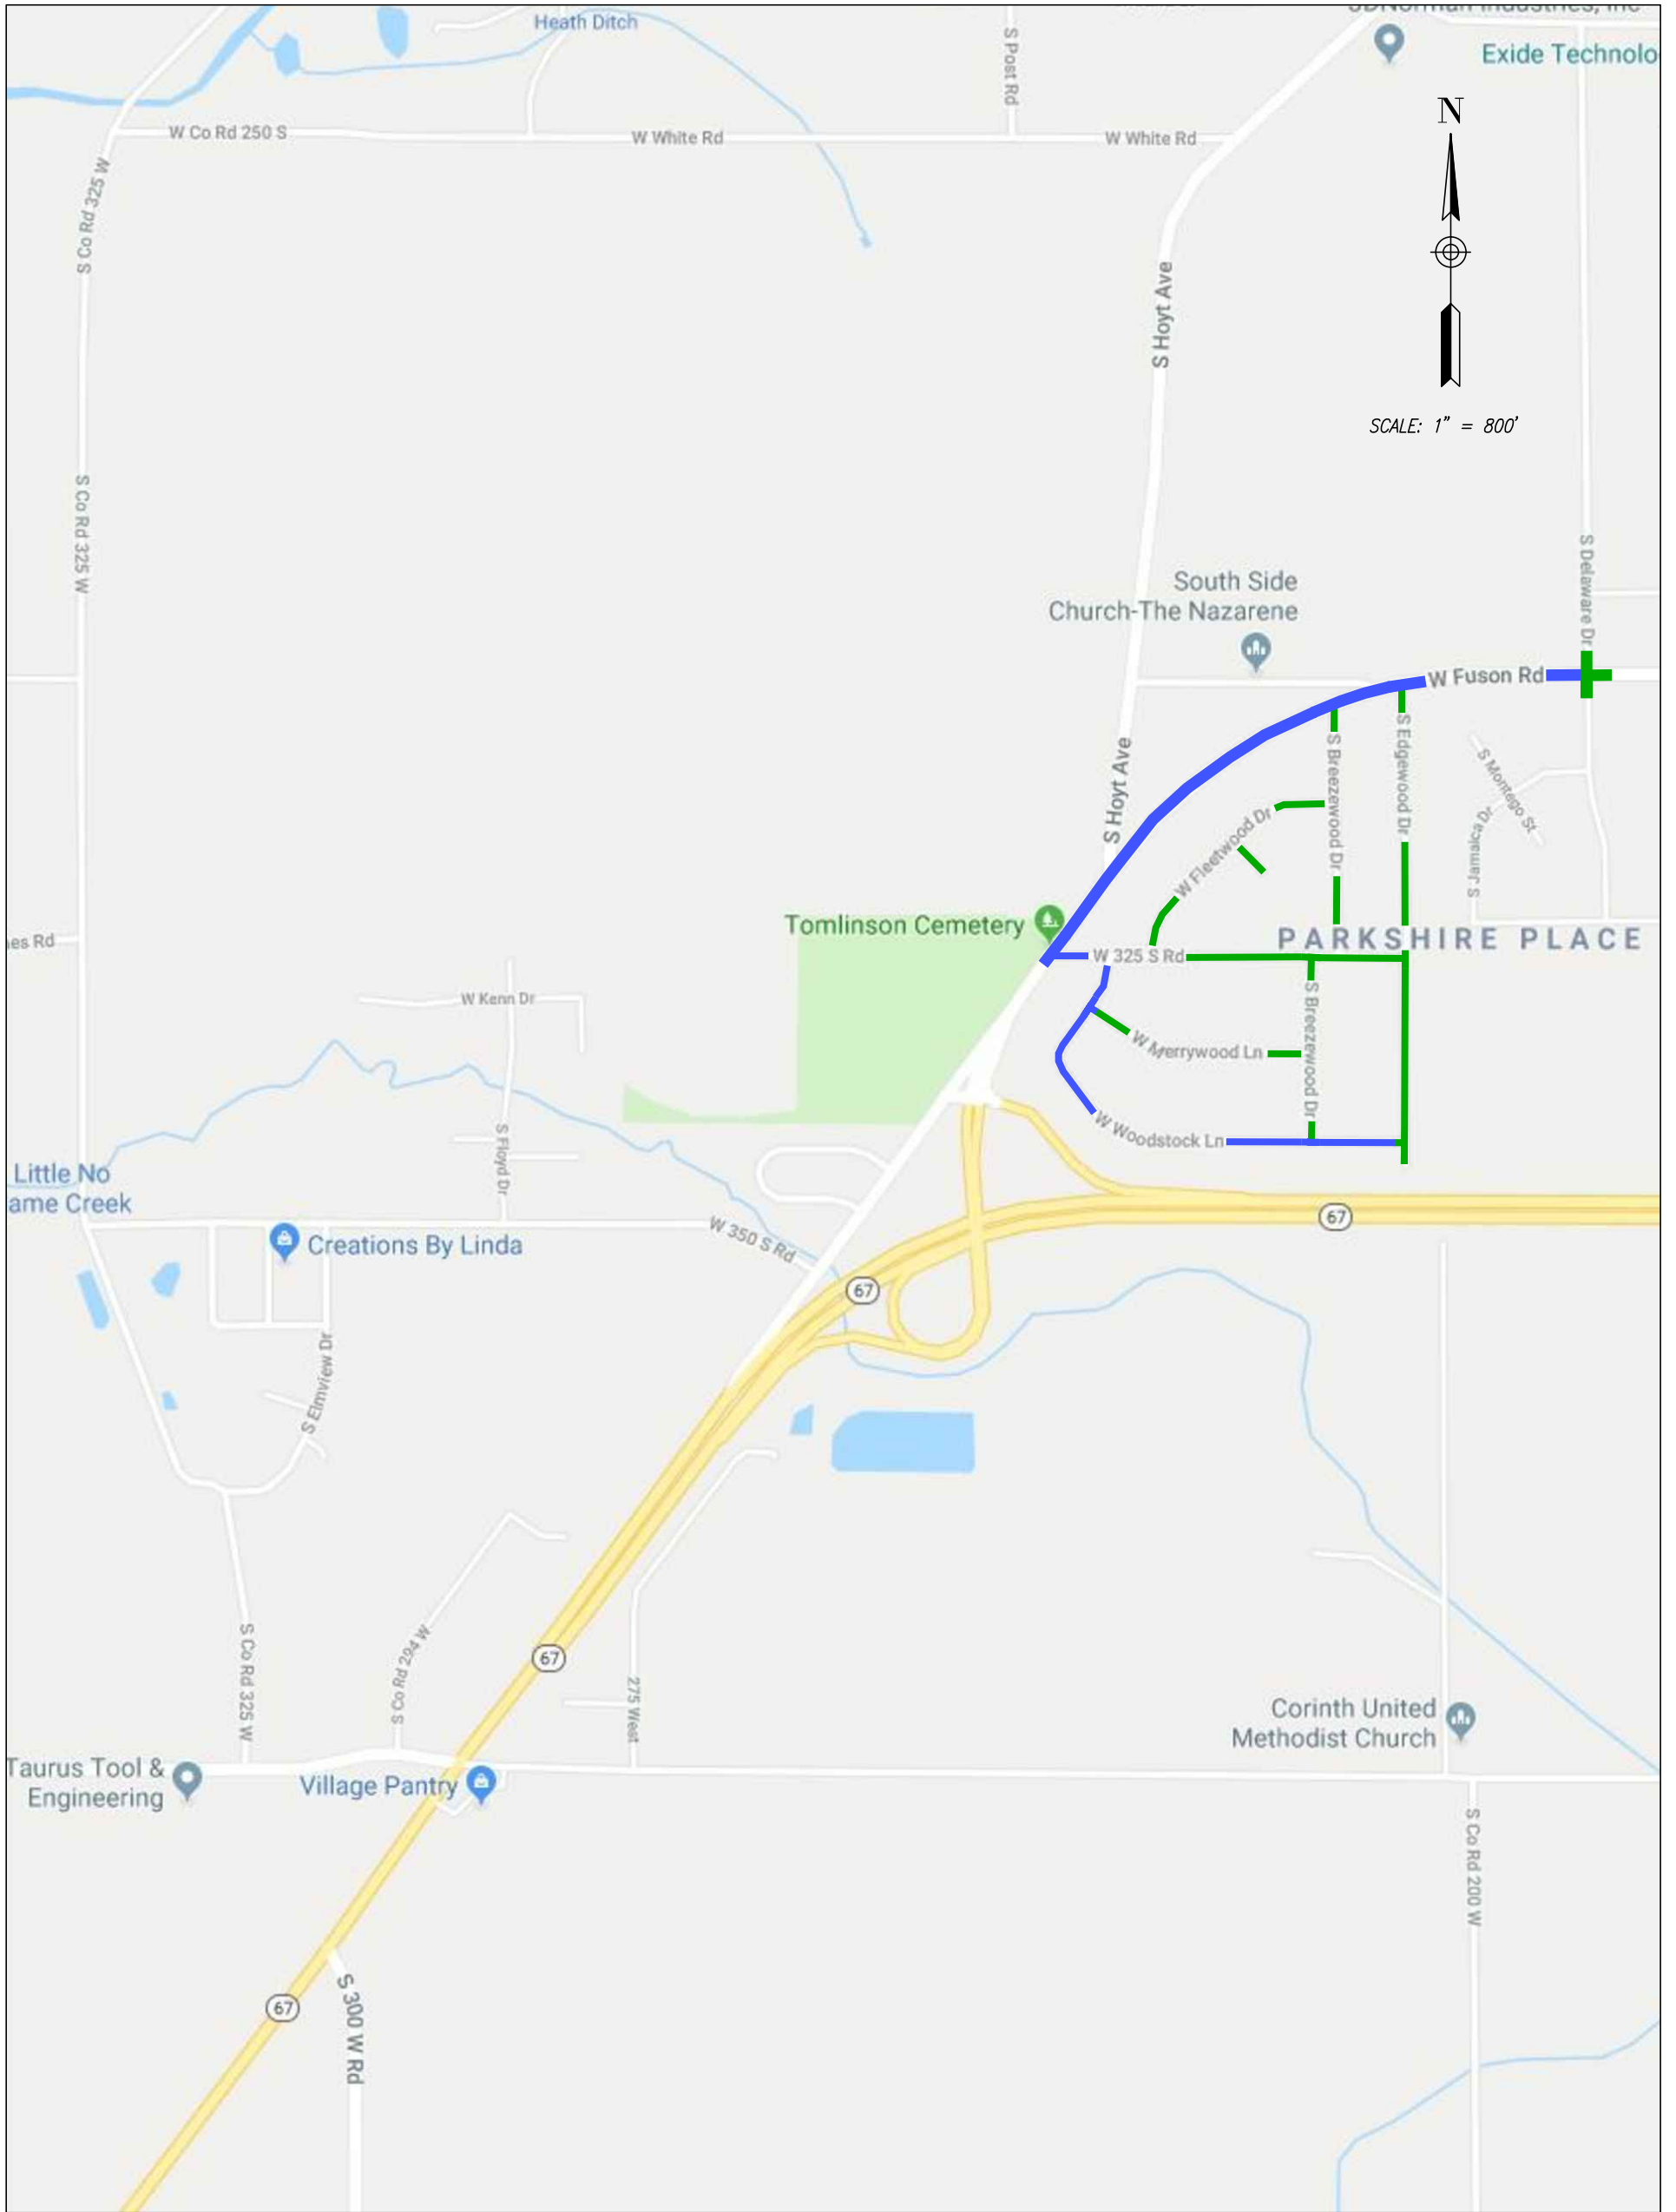 Heath Ditch
S Post Rd
Exide Technolo
W Co Rd 250 S
W White Rd
W White Rd
N
S Co Rd 325 W
S Hoyt Ave
SCALE: 1" = 800'
S Co Rd 325 W
S Delaware Dr
South Side
Church-The Nazarene
W Fuson Rd
S Hoyt Ave
S Breezewood Dr
S Edgewood Dr
S Montego St
S Jamaica Dr
W Fleetwood Dr
Tomlinson Cemetery
PARKSHIRE PLACE
es Rd
W 325 S Rd
W Kenn Dr
S Breezewood Dr
W Merrywood Ln
W Woodstock Ln
S Floyd Dr
Little No
ame Creek
67
W 350 S Rd
Creations By Linda
67
S Elmview Dr
S Co Rd 325 W
S Co Rd 294 W
67
275 West
Corinth United
Methodist Church
Taurus Tool &
Engineering
Village Pantry
S Co Rd 200 W
67
S 300 W Rd